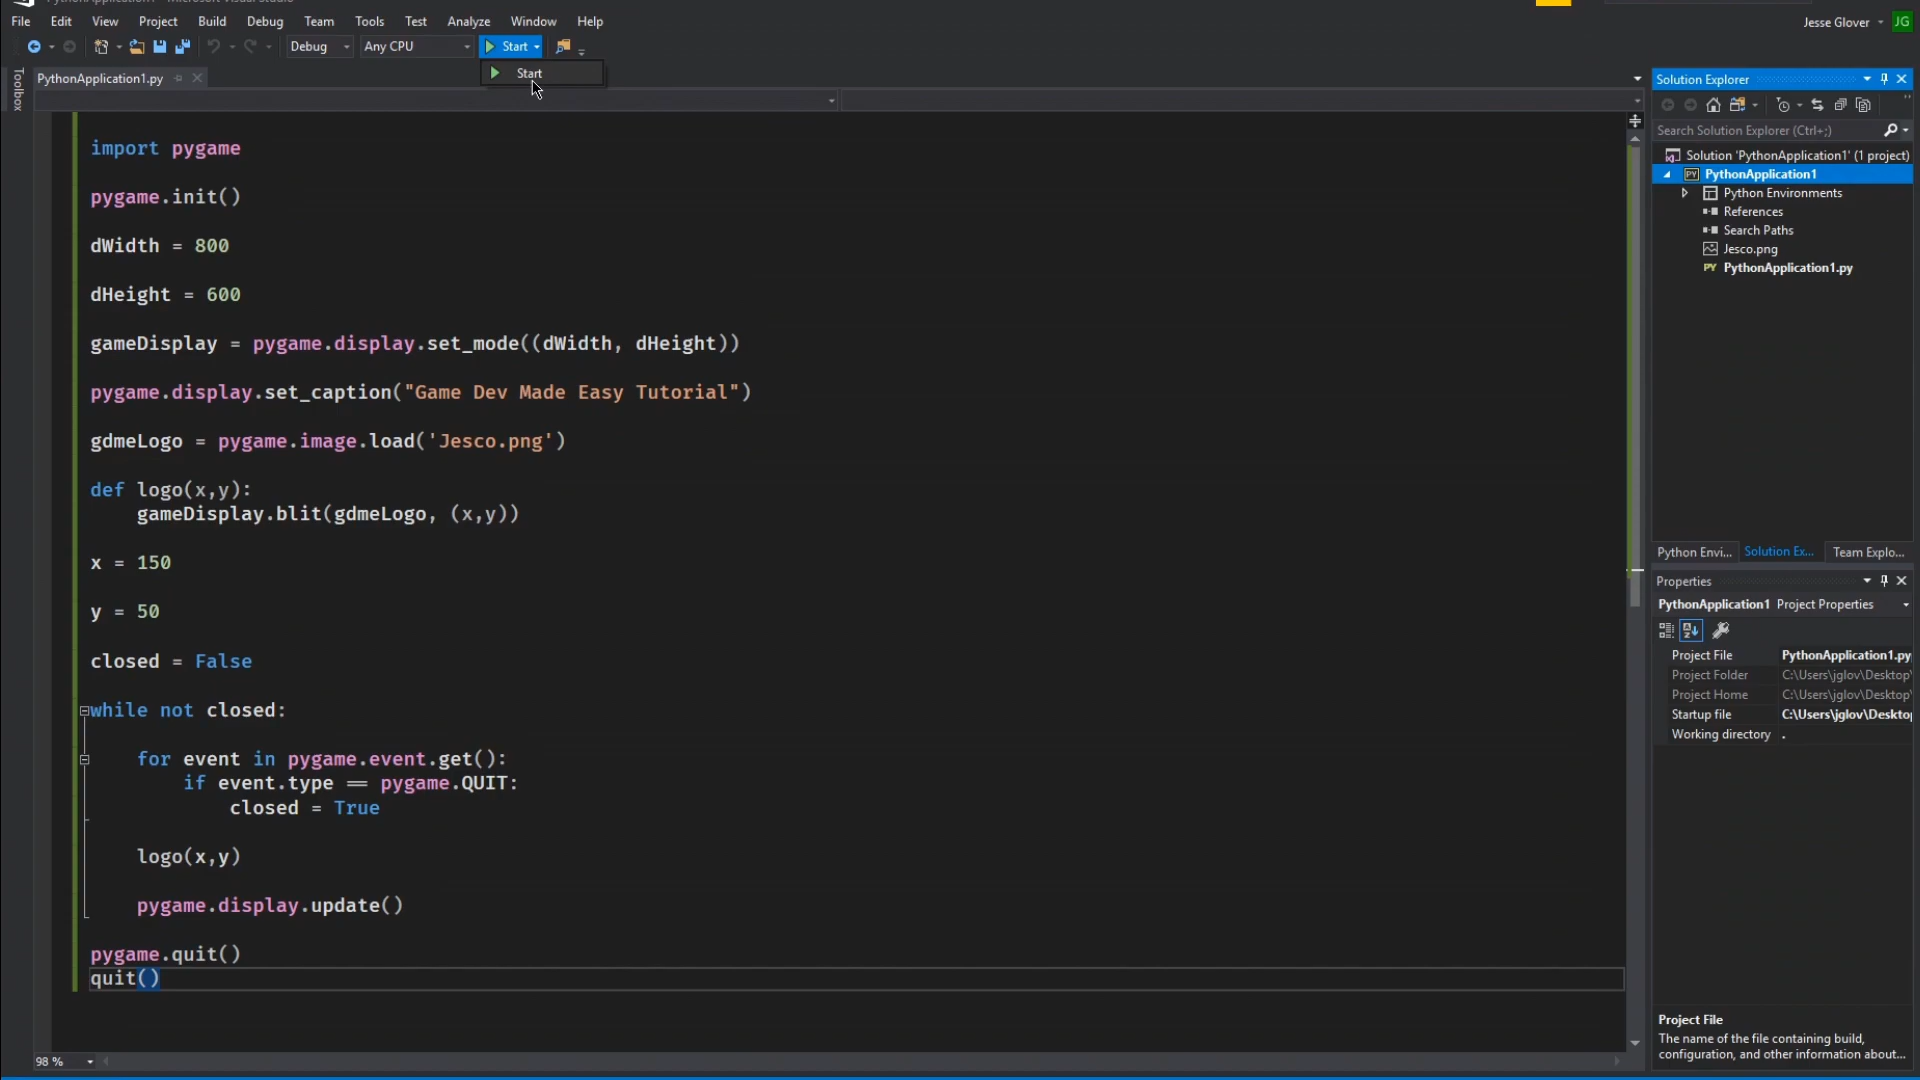 File Edit View Project Build Debug Team Tools Test Analyze Window Help
Jesse Glover JG
Debug Any CPU Start
Start
Toolbox
PythonApplication1.py
import pygame
pygame.init()
dWidth = 800
dHeight = 600
gameDisplay = pygame.display.set_mode((dWidth, dHeight))
pygame.display.set_caption("Game Dev Made Easy Tutorial")
gdmeLogo = pygame.image.load('Jesco.png')
def logo(x,y):
gameDisplay.blit(gdmeLogo, (x,y))
x = 150
y = 50
closed = False
while not closed:
for event in pygame.event.get():
if event.type == pygame.QUIT:
closed = True
logo(x,y)
pygame.display.update()
pygame.quit()
quit()
98 %
Solution Explorer
Search Solution Explorer (Ctrl+;)
Solution 'PythonApplication1' (1 project)
PY PythonApplication1
Python Environments
References
Search Paths
Jesco.png
PY PythonApplication1.py
Python Envi... Solution Ex... Team Explo...
Properties
PythonApplication1 Project Properties
Project File PythonApplication1.py
Project Folder C:\Users\jglov\Desktop\
Project Home C:\Users\jglov\Desktop\
Startup file C:\Users\jglov\Desktop
Working directory .
Project File
The name of the file containing build,
configuration, and other information about...